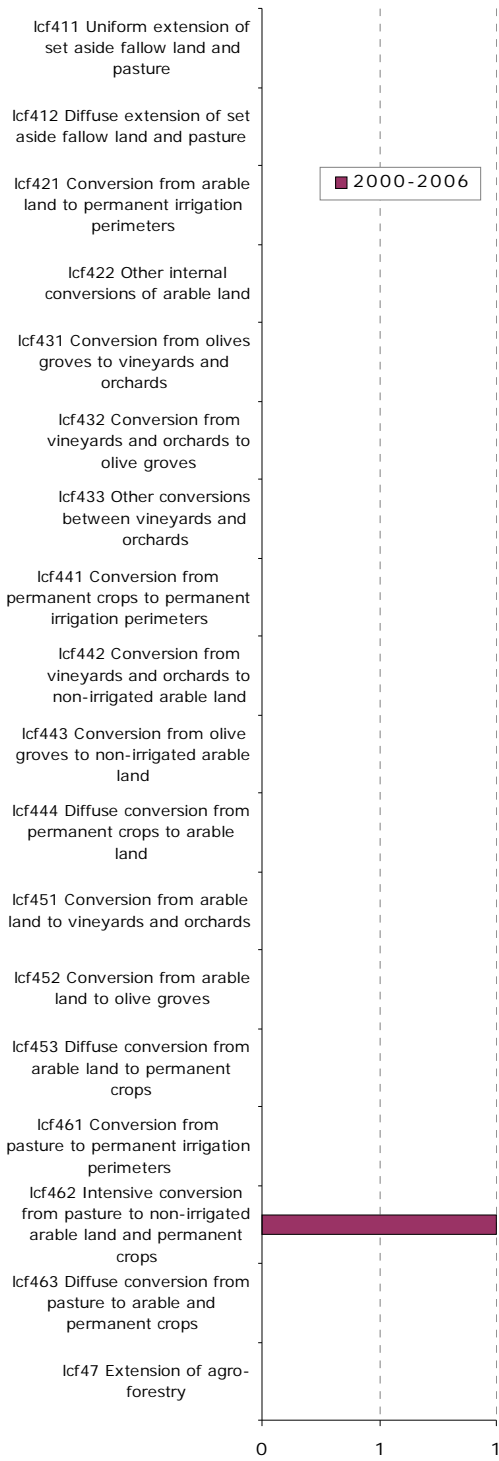 lcf411 Uniform extension of
set aside fallow land and
pasture
lcf412 Diffuse extension of set
aside fallow land and pasture
lcf421 Conversion from arable
land to permanent irrigation
perimeters
lcf422 Other internal
conversions of arable land
lcf431 Conversion from olives
groves to vineyards and
orchards
lcf432 Conversion from
vineyards and orchards to
olive groves
lcf433 Other conversions
between vineyards and
orchards
lcf441 Conversion from
permanent crops to permanent
irrigation perimeters
lcf442 Conversion from
vineyards and orchards to
non-irrigated arable land
lcf443 Conversion from olive
groves to non-irrigated arable
land
lcf444 Diffuse conversion from
permanent crops to arable
land
lcf451 Conversion from arable
land to vineyards and orchards
lcf452 Conversion from arable
land to olive groves
lcf453 Diffuse conversion from
arable land to permanent
crops
lcf461 Conversion from
pasture to permanent irrigation
perimeters
lcf462 Intensive conversion
from pasture to non-irrigated
arable land and permanent
crops
lcf463 Diffuse conversion from
pasture to arable and
permanent crops
lcf47 Extension of agro-
forestry
2000-2006
0 1 1